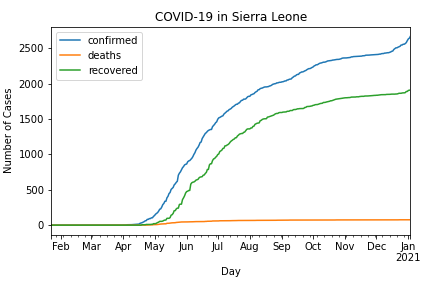 COVID-19 in Sierra Leone
confirmed
deaths
recovered
Number of Cases
2500
2000
1500
1000
500
0
Feb Mar Apr May Jun Jul Aug Sep Oct Nov Dec Jan
2021
Day